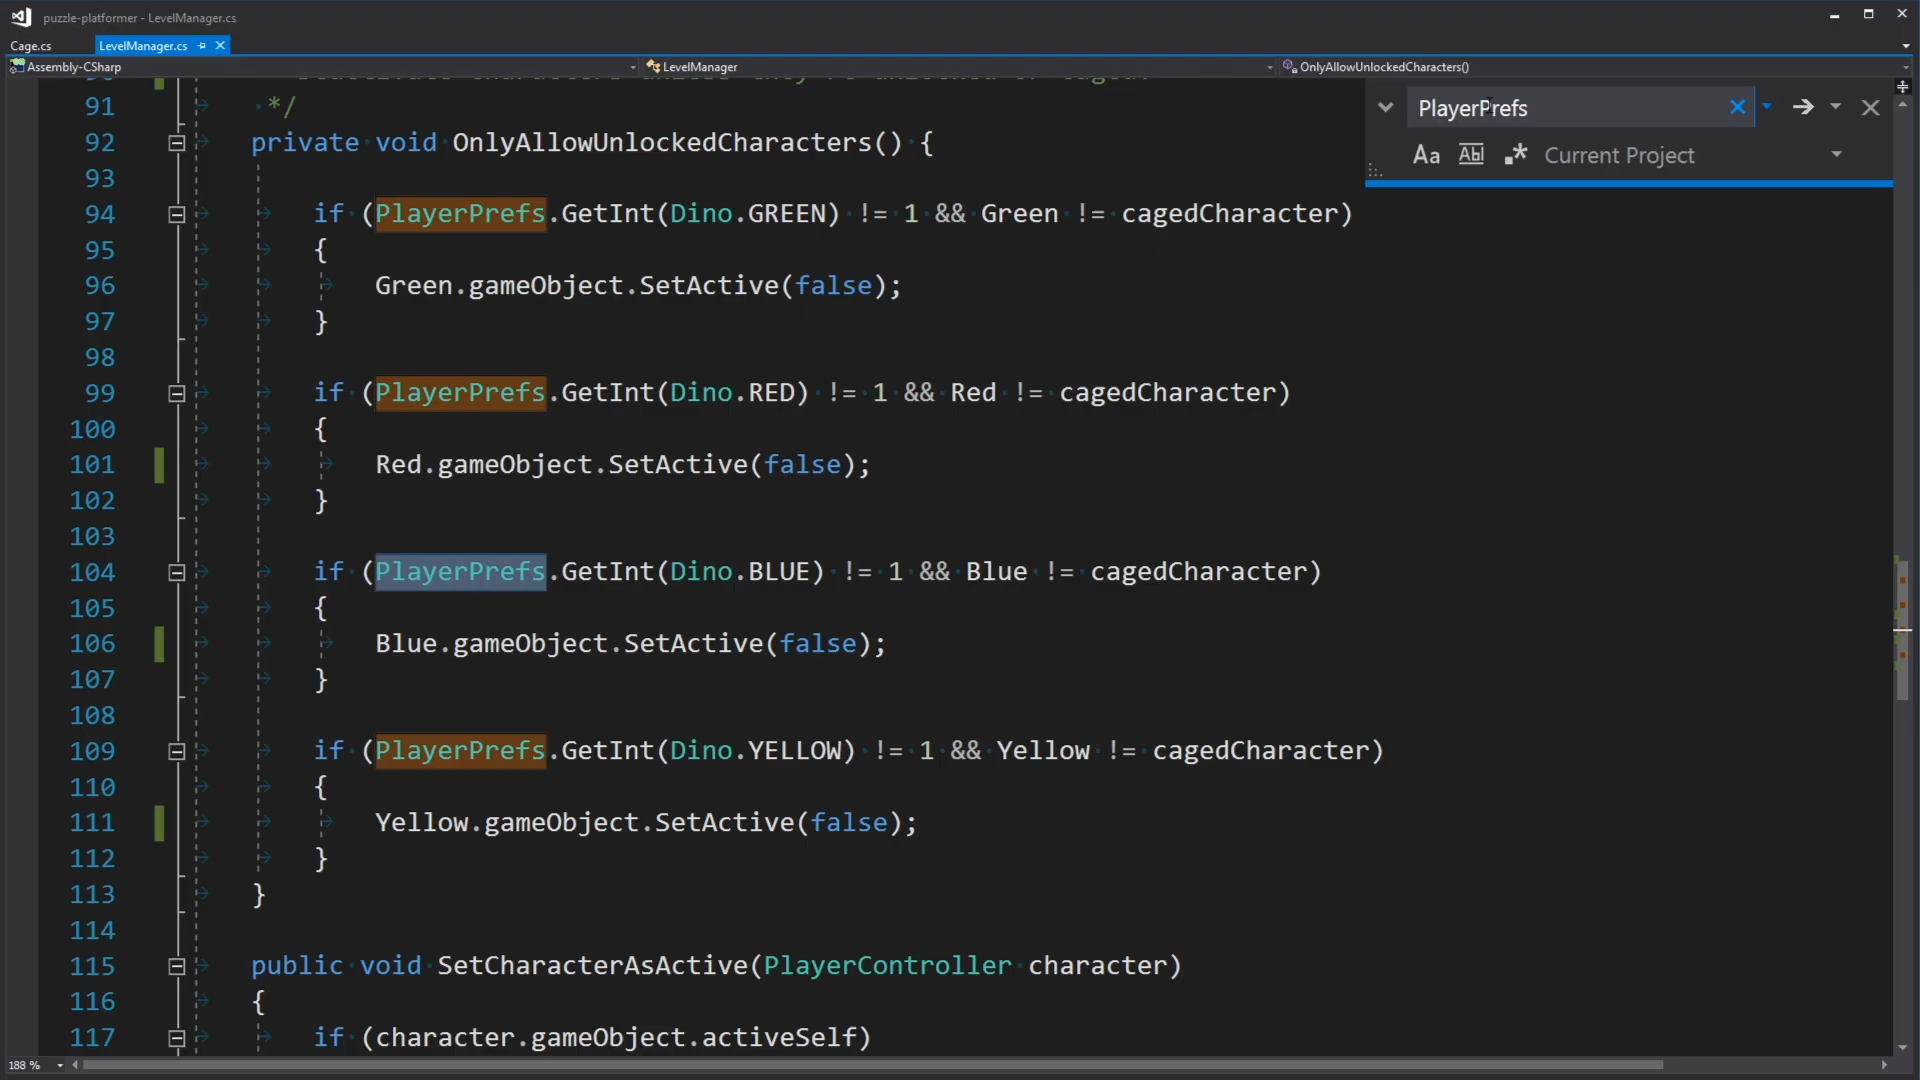 puzzle-platformer - LevelManager.cs
Cage.cs LevelManager.cs
Assembly-CSharp LevelManager OnlyAllowUnlockedCharacters()
PlayerPrefs
Aa Abl .* Current Project
91 */
92 private void OnlyAllowUnlockedCharacters() {
93
94 if (PlayerPrefs.GetInt(Dino.GREEN) != 1 && Green != cagedCharacter)
95 {
96 Green.gameObject.SetActive(false);
97 }
98
99 if (PlayerPrefs.GetInt(Dino.RED) != 1 && Red != cagedCharacter)
100 {
101 Red.gameObject.SetActive(false);
102 }
103
104 if (PlayerPrefs.GetInt(Dino.BLUE) != 1 && Blue != cagedCharacter)
105 {
106 Blue.gameObject.SetActive(false);
107 }
108
109 if (PlayerPrefs.GetInt(Dino.YELLOW) != 1 && Yellow != cagedCharacter)
110 {
111 Yellow.gameObject.SetActive(false);
112 }
113 }
114
115 public void SetCharacterAsActive(PlayerController character)
116 {
117 if (character.gameObject.activeSelf)
188 %